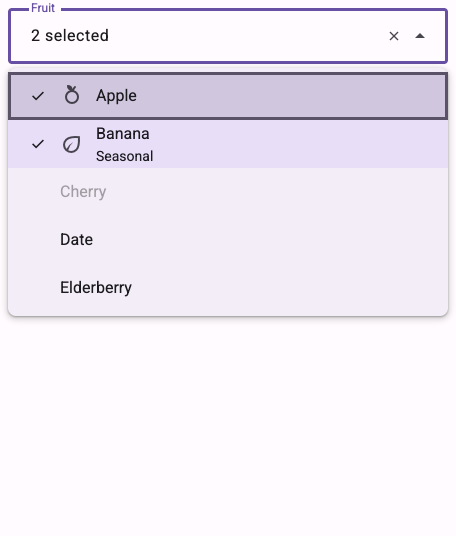 Fruit
2 selected
Apple
Banana
Seasonal
Cherry
Date
Elderberry